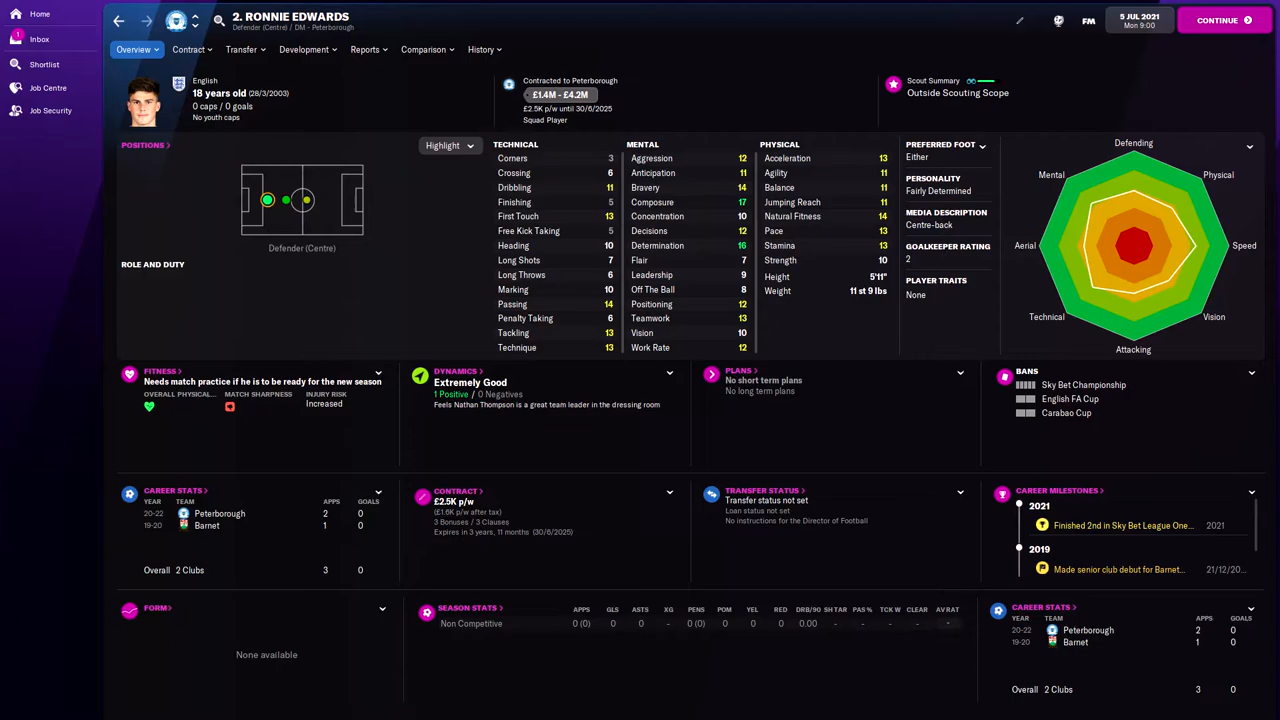 Home
1
Inbox
Shortlist
Job Centre
Job Security
2. RONNIE EDWARDS
Defender (Centre) / DM - Peterborough
FM
5 JUL 2021
Mon 9:00
CONTINUE
Overview
Contract
Transfer
Development
Reports
Comparison
History
English
18 years old (28/3/2003)
0 caps / 0 goals
No youth caps
Contracted to Peterborough
£1.4M - £4.2M
£2.5K p/w until 30/6/2025
Squad Player
Scout Summary
Outside Scouting Scope
POSITIONS
Highlight
Defender (Centre)
ROLE AND DUTY
TECHNICAL
Corners 3
Crossing 6
Dribbling 11
Finishing 5
First Touch 13
Free Kick Taking 5
Heading 10
Long Shots 7
Long Throws 6
Marking 10
Passing 14
Penalty Taking 6
Tackling 13
Technique 13
MENTAL
Aggression 12
Anticipation 11
Bravery 14
Composure 17
Concentration 10
Decisions 12
Determination 16
Flair 7
Leadership 9
Off The Ball 8
Positioning 12
Teamwork 13
Vision 10
Work Rate 12
PHYSICAL
Acceleration 13
Agility 11
Balance 11
Jumping Reach 11
Natural Fitness 14
Pace 13
Stamina 13
Strength 10
Height 5'11"
Weight 11 st 9 lbs
PREFERRED FOOT
Either
PERSONALITY
Fairly Determined
MEDIA DESCRIPTION
Centre-back
GOALKEEPER RATING
2
PLAYER TRAITS
None
Defending
Mental
Physical
Aerial
Speed
Technical
Vision
Attacking
FITNESS
Needs match practice if he is to be ready for the new season
OVERALL PHYSICAL... MATCH SHARPNESS INJURY RISK
Increased
DYNAMICS
Extremely Good
1 Positive / 0 Negatives
Feels Nathan Thompson is a great team leader in the dressing room
PLANS
No short term plans
No long term plans
BANS
Sky Bet Championship
English FA Cup
Carabao Cup
CAREER STATS
YEAR TEAM APPS GOALS
20-22 Peterborough 2 0
19-20 Barnet 1 0
Overall 2 Clubs 3 0
CONTRACT
£2.5K p/w
(£1.6K p/w after tax)
3 Bonuses / 3 Clauses
Expires in 3 years, 11 months (30/6/2025)
TRANSFER STATUS
Transfer status not set
Loan status not set
No instructions for the Director of Football
CAREER MILESTONES
2021
Finished 2nd in Sky Bet League One... 2021
2019
Made senior club debut for Barnet... 21/12/20...
FORM
None available
SEASON STATS APPS GLS ASTS XG PENS POM YEL RED DRB/90 SH TAR PAS % TCK W CLEAR AV RAT
Non Competitive 0 (0) 0 0 - 0 (0) 0 0 0 0.00 - - - - -
CAREER STATS
YEAR TEAM APPS GOALS
20-22 Peterborough 2 0
19-20 Barnet 1 0
Overall 2 Clubs 3 0